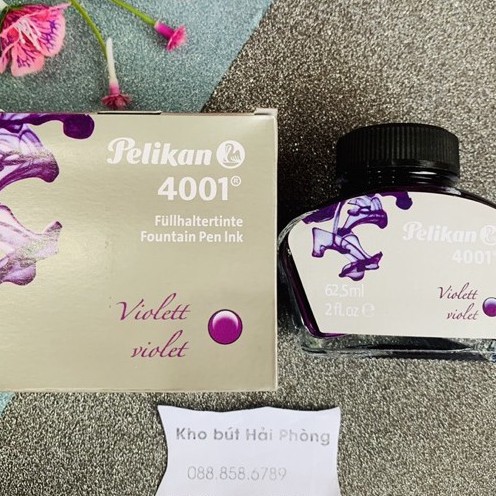 Pelikan
4001®
Füllhaltertinte
Fountain Pen Ink
Violett
violet
Pelikan
4001®
62.5ml
2 fl.oz ℮
Violett
violet
Kho bút Hải Phòng
088.858.6789